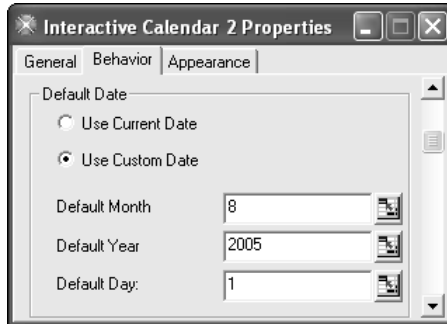 Interactive Calendar 2 Properties
General Behavior Appearance
Default Date
Use Current Date
Use Custom Date
Default Month 8
Default Year 2005
Default Day: 1